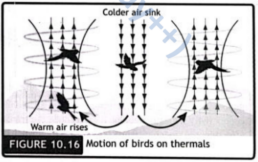 Colder air sink
Warm air rises
FIGURE 10.16 Motion of birds on thermals